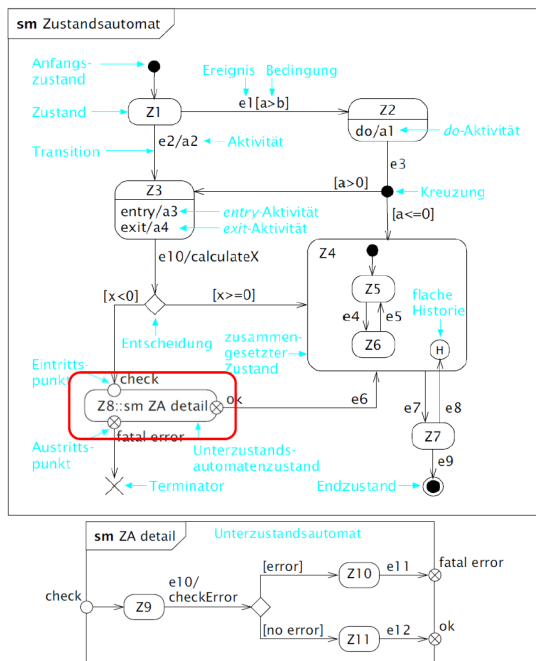 sm Zustandsautomat
Anfangs-
zustand
Ereignis Bedingung
Zustand
Z1
e1[a>b]
Z2
do/a1
do-Aktivität
e2/a2
Aktivität
Transition
e3
Z3
entry/a3
exit/a4
entry-Aktivität
exit-Aktivität
[a>0]
Kreuzung
[a<=0]
e10/calculateX
Z4
Z5
e4
e5
Z6
flache
Historie
H
[x<0]
[x>=0]
Entscheidung
zusammen-
gesetzter
Zustand
Eintritts-
punkt
check
Z8::sm ZA detail
ok
e6
e7
e8
Z7
Austritts-
punkt
fatal error
Unterzustands-
automatenzustand
e9
Terminator
Endzustand
sm ZA detail
Unterzustandsautomat
check
Z9
e10/
checkError
[error]
Z10
e11
fatal error
[no error]
Z11
e12
ok